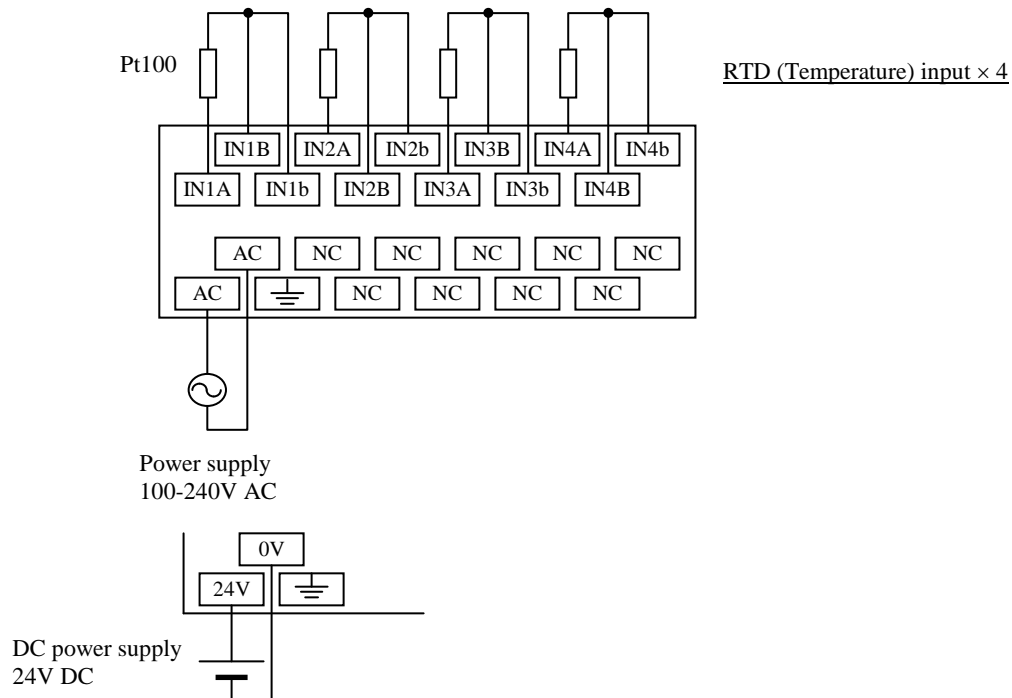 Pt100
RTD (Temperature) input × 4
IN1B IN2A IN2b IN3B IN4A IN4b
IN1A IN1b IN2B IN3A IN3b IN4B
AC NC NC NC NC NC
AC NC NC NC NC
Power supply
100-240V AC
0V
24V
DC power supply
24V DC